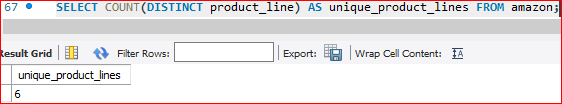 67 SELECT COUNT(DISTINCT product_line) AS unique_product_lines FROM amazon;
Result Grid Filter Rows: Export: Wrap Cell Content:
unique_product_lines
6